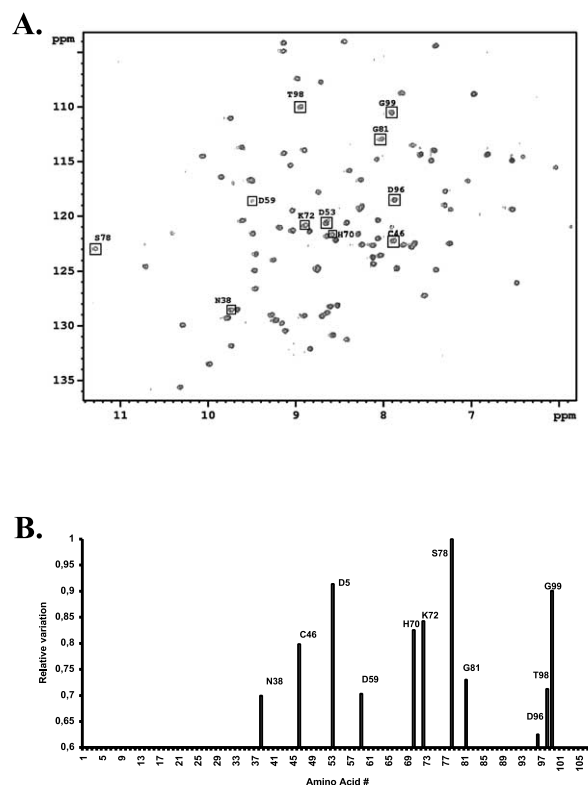 A.
ppm
T98
G99
110
G81
115
D59
D96
K72
D53
120
H70
C46
S78
125
N38
130
135
11
10
9
8
7
ppm
B.
1
S78
0,95
D5
G99
0,9
0,85
K72
H70
C46
0,8
0,75
G81
N38
D59
T98
0,7
D96
0,65
0,6
Relative variation
1 5 9 13 17 21 25 29 33 37 41 45 49 53 57 61 65 69 73 77 81 85 89 93 97 101 105
Amino Acid #